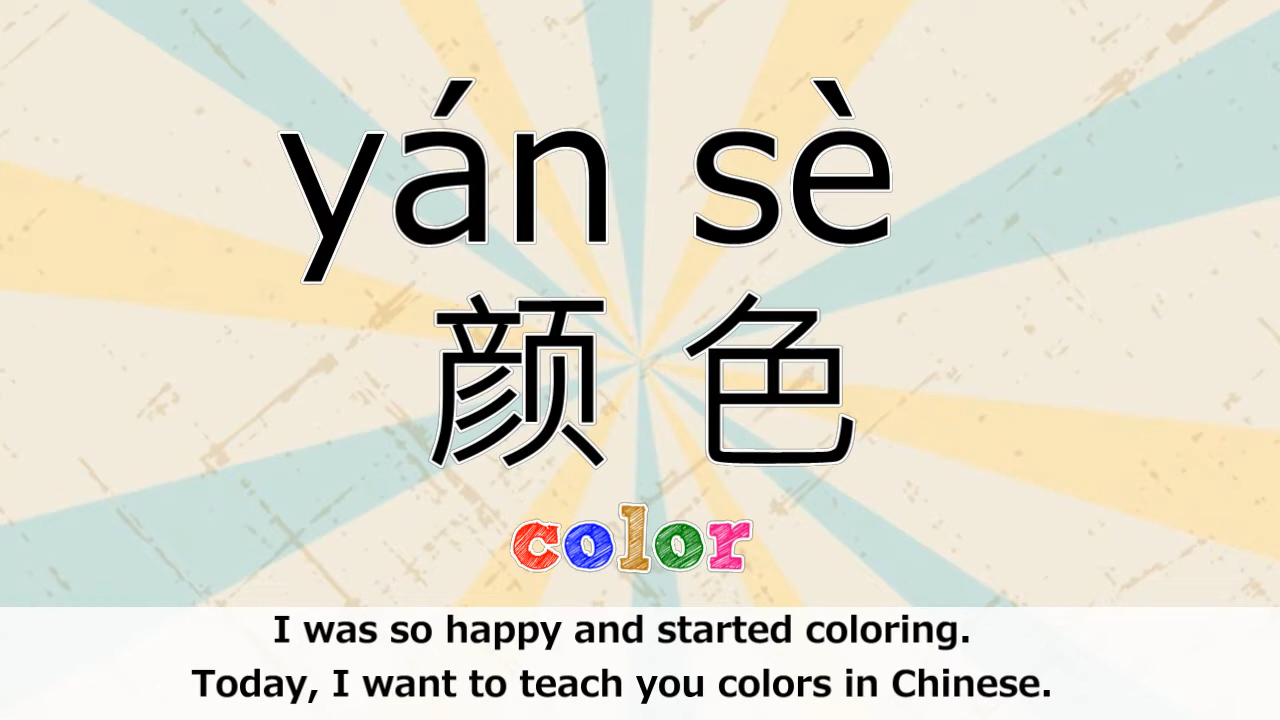 yán sè
颜色
color
I was so happy and started coloring.
Today, I want to teach you colors in Chinese.